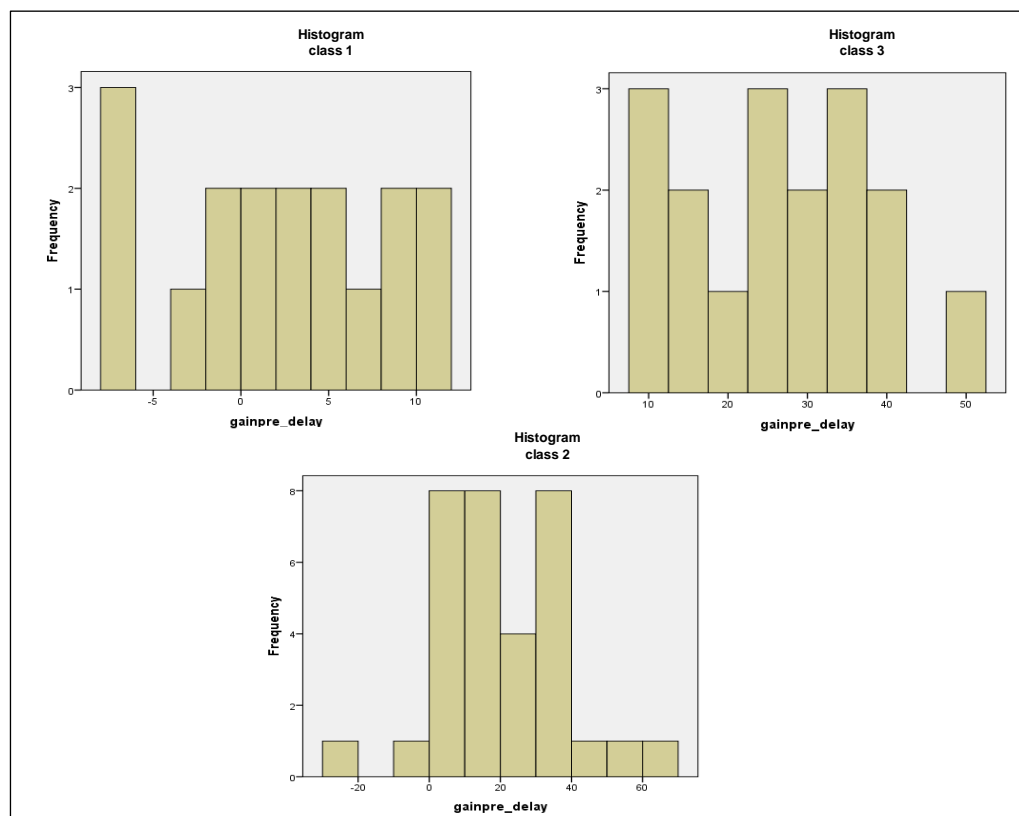 Histogram
class 1
Frequency
3
2
1
0
-5
0
5
10
gainpre_delay
Histogram
class 3
Frequency
3
2
1
0
10
20
30
40
50
gainpre_delay
Histogram
class 2
Frequency
8
6
4
2
0
-20
0
20
40
60
gainpre_delay